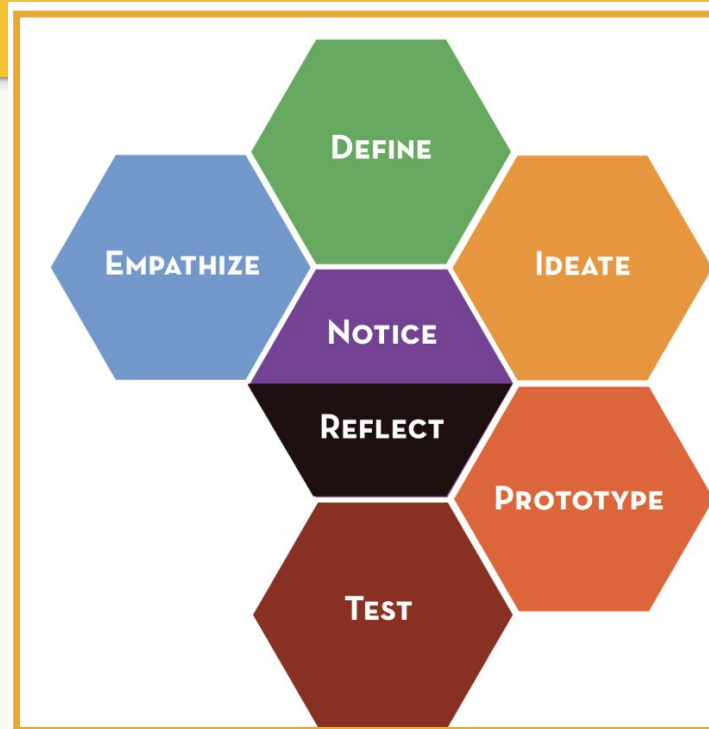 DEFINE
EMPATHIZE
IDEATE
NOTICE
REFLECT
PROTOTYPE
TEST